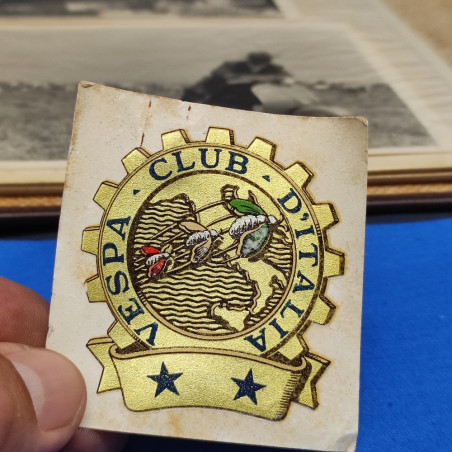 VESPA · CLUB · D'ITALIA